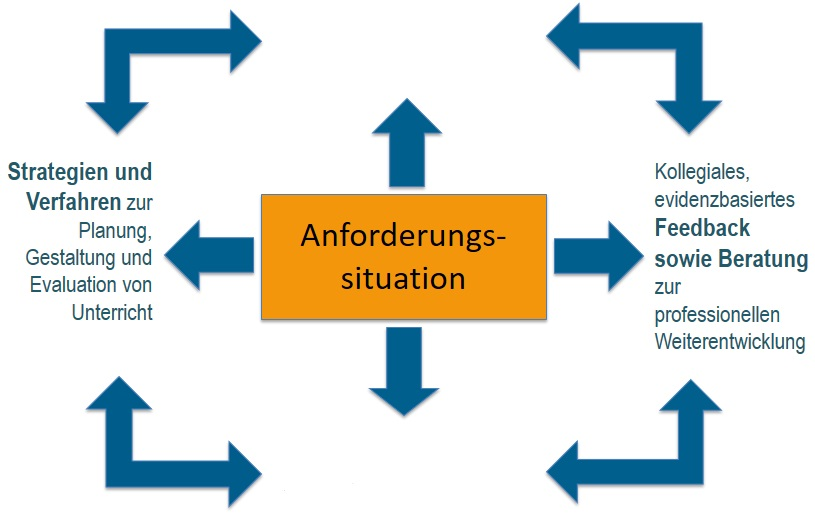 Strategien und
Verfahren zur
Planung,
Gestaltung und
Evaluation von
Unterricht
Anforderungs-
situation
Kollegiales,
evidenzbasiertes
Feedback
sowie Beratung
zur
professionellen
Weiterentwicklung